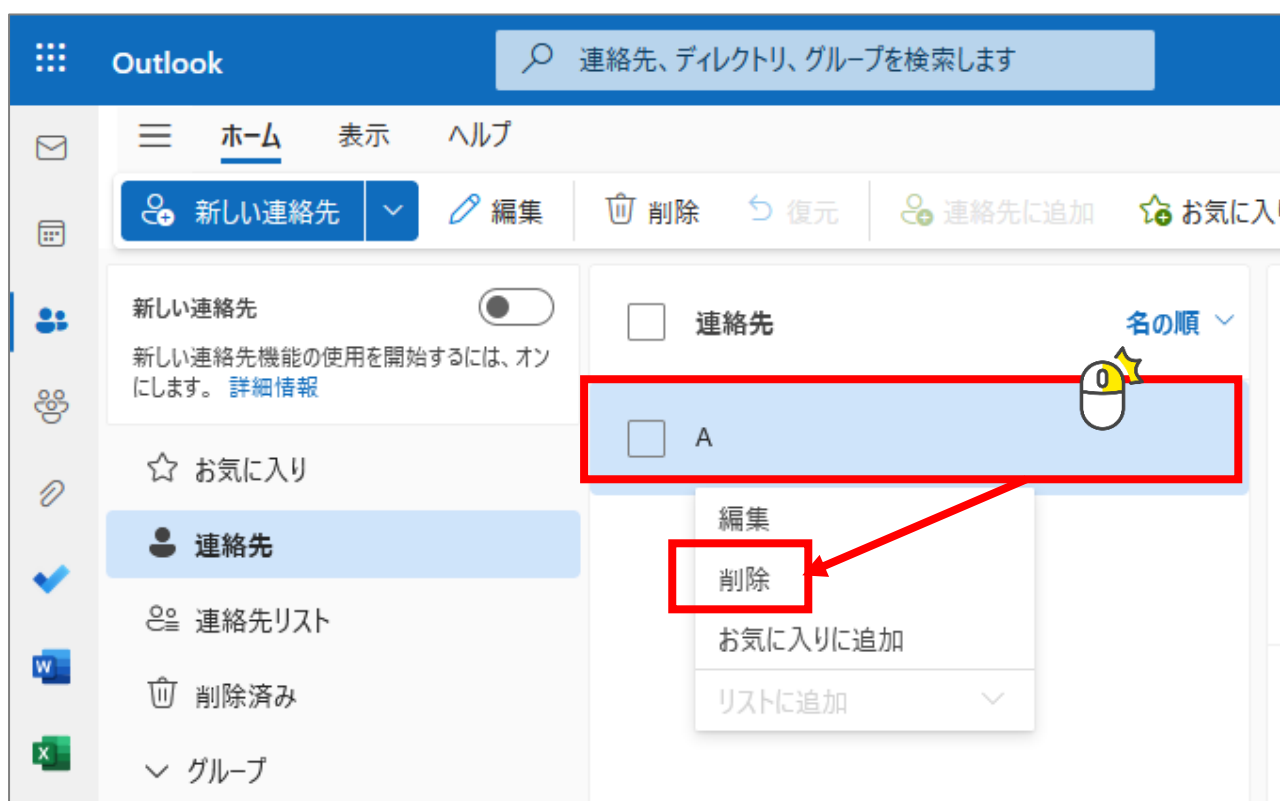 Outlook
連絡先、ディレクトリ、グループを検索します
ホーム 表示 ヘルプ
新しい連絡先 編集 削除 復元 連絡先に追加 お気に入り
新しい連絡先
新しい連絡先機能の使用を開始するには、オン
にします。 詳細情報
お気に入り
連絡先
連絡先リスト
削除済み
グループ
連絡先 名の順
A
編集
削除
お気に入りに追加
リストに追加
W
X